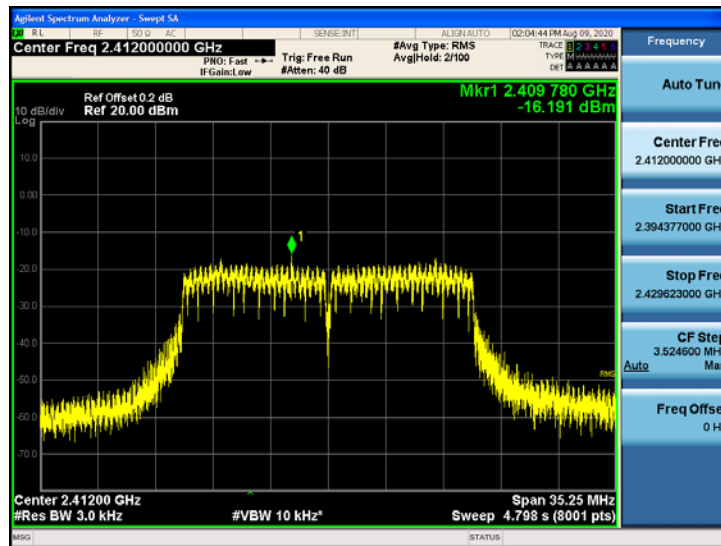 Agilent Spectrum Analyzer - Swept SA
RL RF 50 Ω AC SENSE:INT ALIGN AUTO 02:04:44 PM Aug 09, 2020
Center Freq 2.412000000 GHz
PNO: Fast
IFGain:Low
Trig: Free Run
#Atten: 40 dB
#Avg Type: RMS
Avg|Hold: 2/100
TRACE 1 2 3 4 5 6
TYPE M
DET A A A A A A
Ref Offset 0.2 dB
10 dB/div Ref 20.00 dBm
Log
Mkr1 2.409 780 GHz
-16.191 dBm
10.0
0.00
-10.0
-20.0
-30.0
-40.0
-50.0
-60.0
-70.0
1
RMS
Center 2.41200 GHz
Span 35.25 MHz
#Res BW 3.0 kHz
#VBW 10 kHz*
Sweep 4.798 s (8001 pts)
MSG STATUS
Frequency
Auto Tun
Center Fre
2.412000000 GH
Start Fre
2.394377000 GH
Stop Fre
2.429623000 GH
CF Step
3.524600 MH
Auto Ma
Freq Offse
0 H